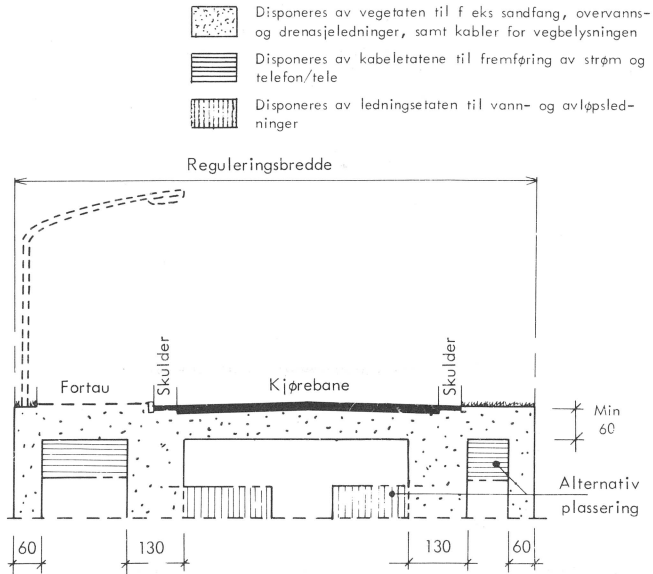 Disponeres av vegetaten til f eks sandfang, overvanns-
og drenasjeledninger, samt kabler for vegbelysningen
Disponeres av kabeletatene til fremføring av strøm og
telefon/tele
Disponeres av ledningsetaten til vann- og avløpsled-
ninger
Reguleringsbredde
Fortau
Skulder
Kjørebane
Skulder
Min
60
Alternativ
plassering
60
130
130
60